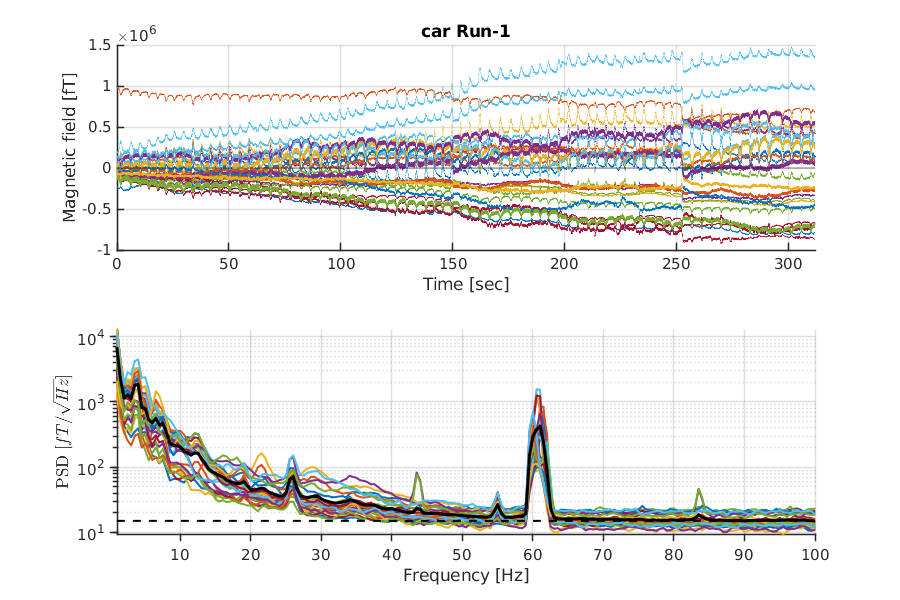 car Run-1
×10^6
1.5
1
0.5
0
-0.5
-1
Magnetic field [fT]
0 50 100 150 200 250 300
Time [sec]
10^4
10^3
10^2
10^1
PSD [fT/√Hz]
10 20 30 40 50 60 70 80 90 100
Frequency [Hz]